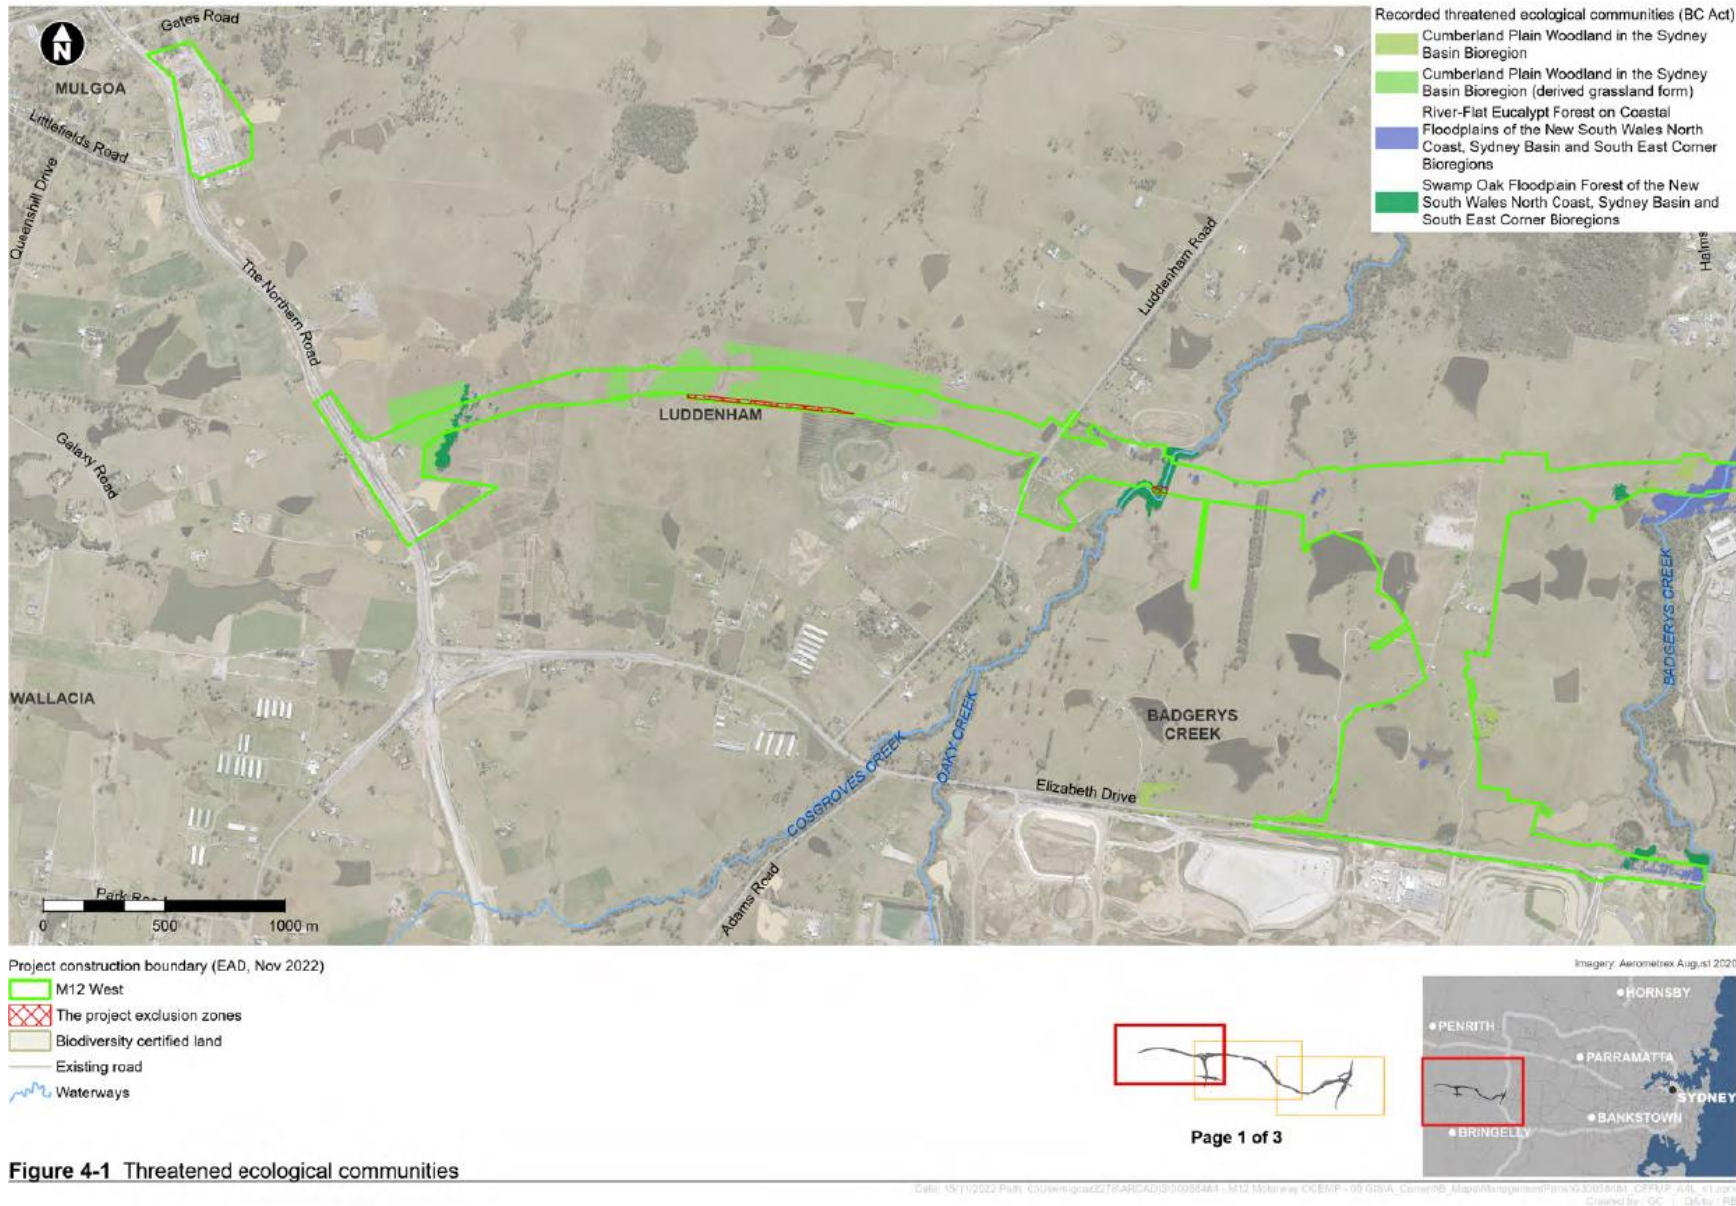 Gates Road
N
MULGOA
Littlefields Road
Queenshill Drive
The Northern Road
Galaxy Road
LUDDENHAM
Luddenham Road
WALLACIA
COSGROVES CREEK
OAKY CREEK
BADGERYS
CREEK
BADGERYS CREEK
Elizabeth Drive
Adams Road
0
500
1000 m
Recorded threatened ecological communities (BC Act)
Cumberland Plain Woodland in the Sydney
Basin Bioregion
Cumberland Plain Woodland in the Sydney
Basin Bioregion (derived grassland form)
River-Flat Eucalypt Forest on Coastal
Floodplains of the New South Wales North
Coast, Sydney Basin and South East Corner
Bioregions
Swamp Oak Floodplain Forest of the New
South Wales North Coast, Sydney Basin and
South East Corner Bioregions
Project construction boundary (EAD, Nov 2022)
M12 West
The project exclusion zones
Biodiversity certified land
Existing road
Waterways
Imagery: Aerometrex August 2020
HORNSBY
PENRITH
PARRAMATTA
SYDNEY
BANKSTOWN
BRINGELLY
Page 1 of 3
Figure 4-1 Threatened ecological communities